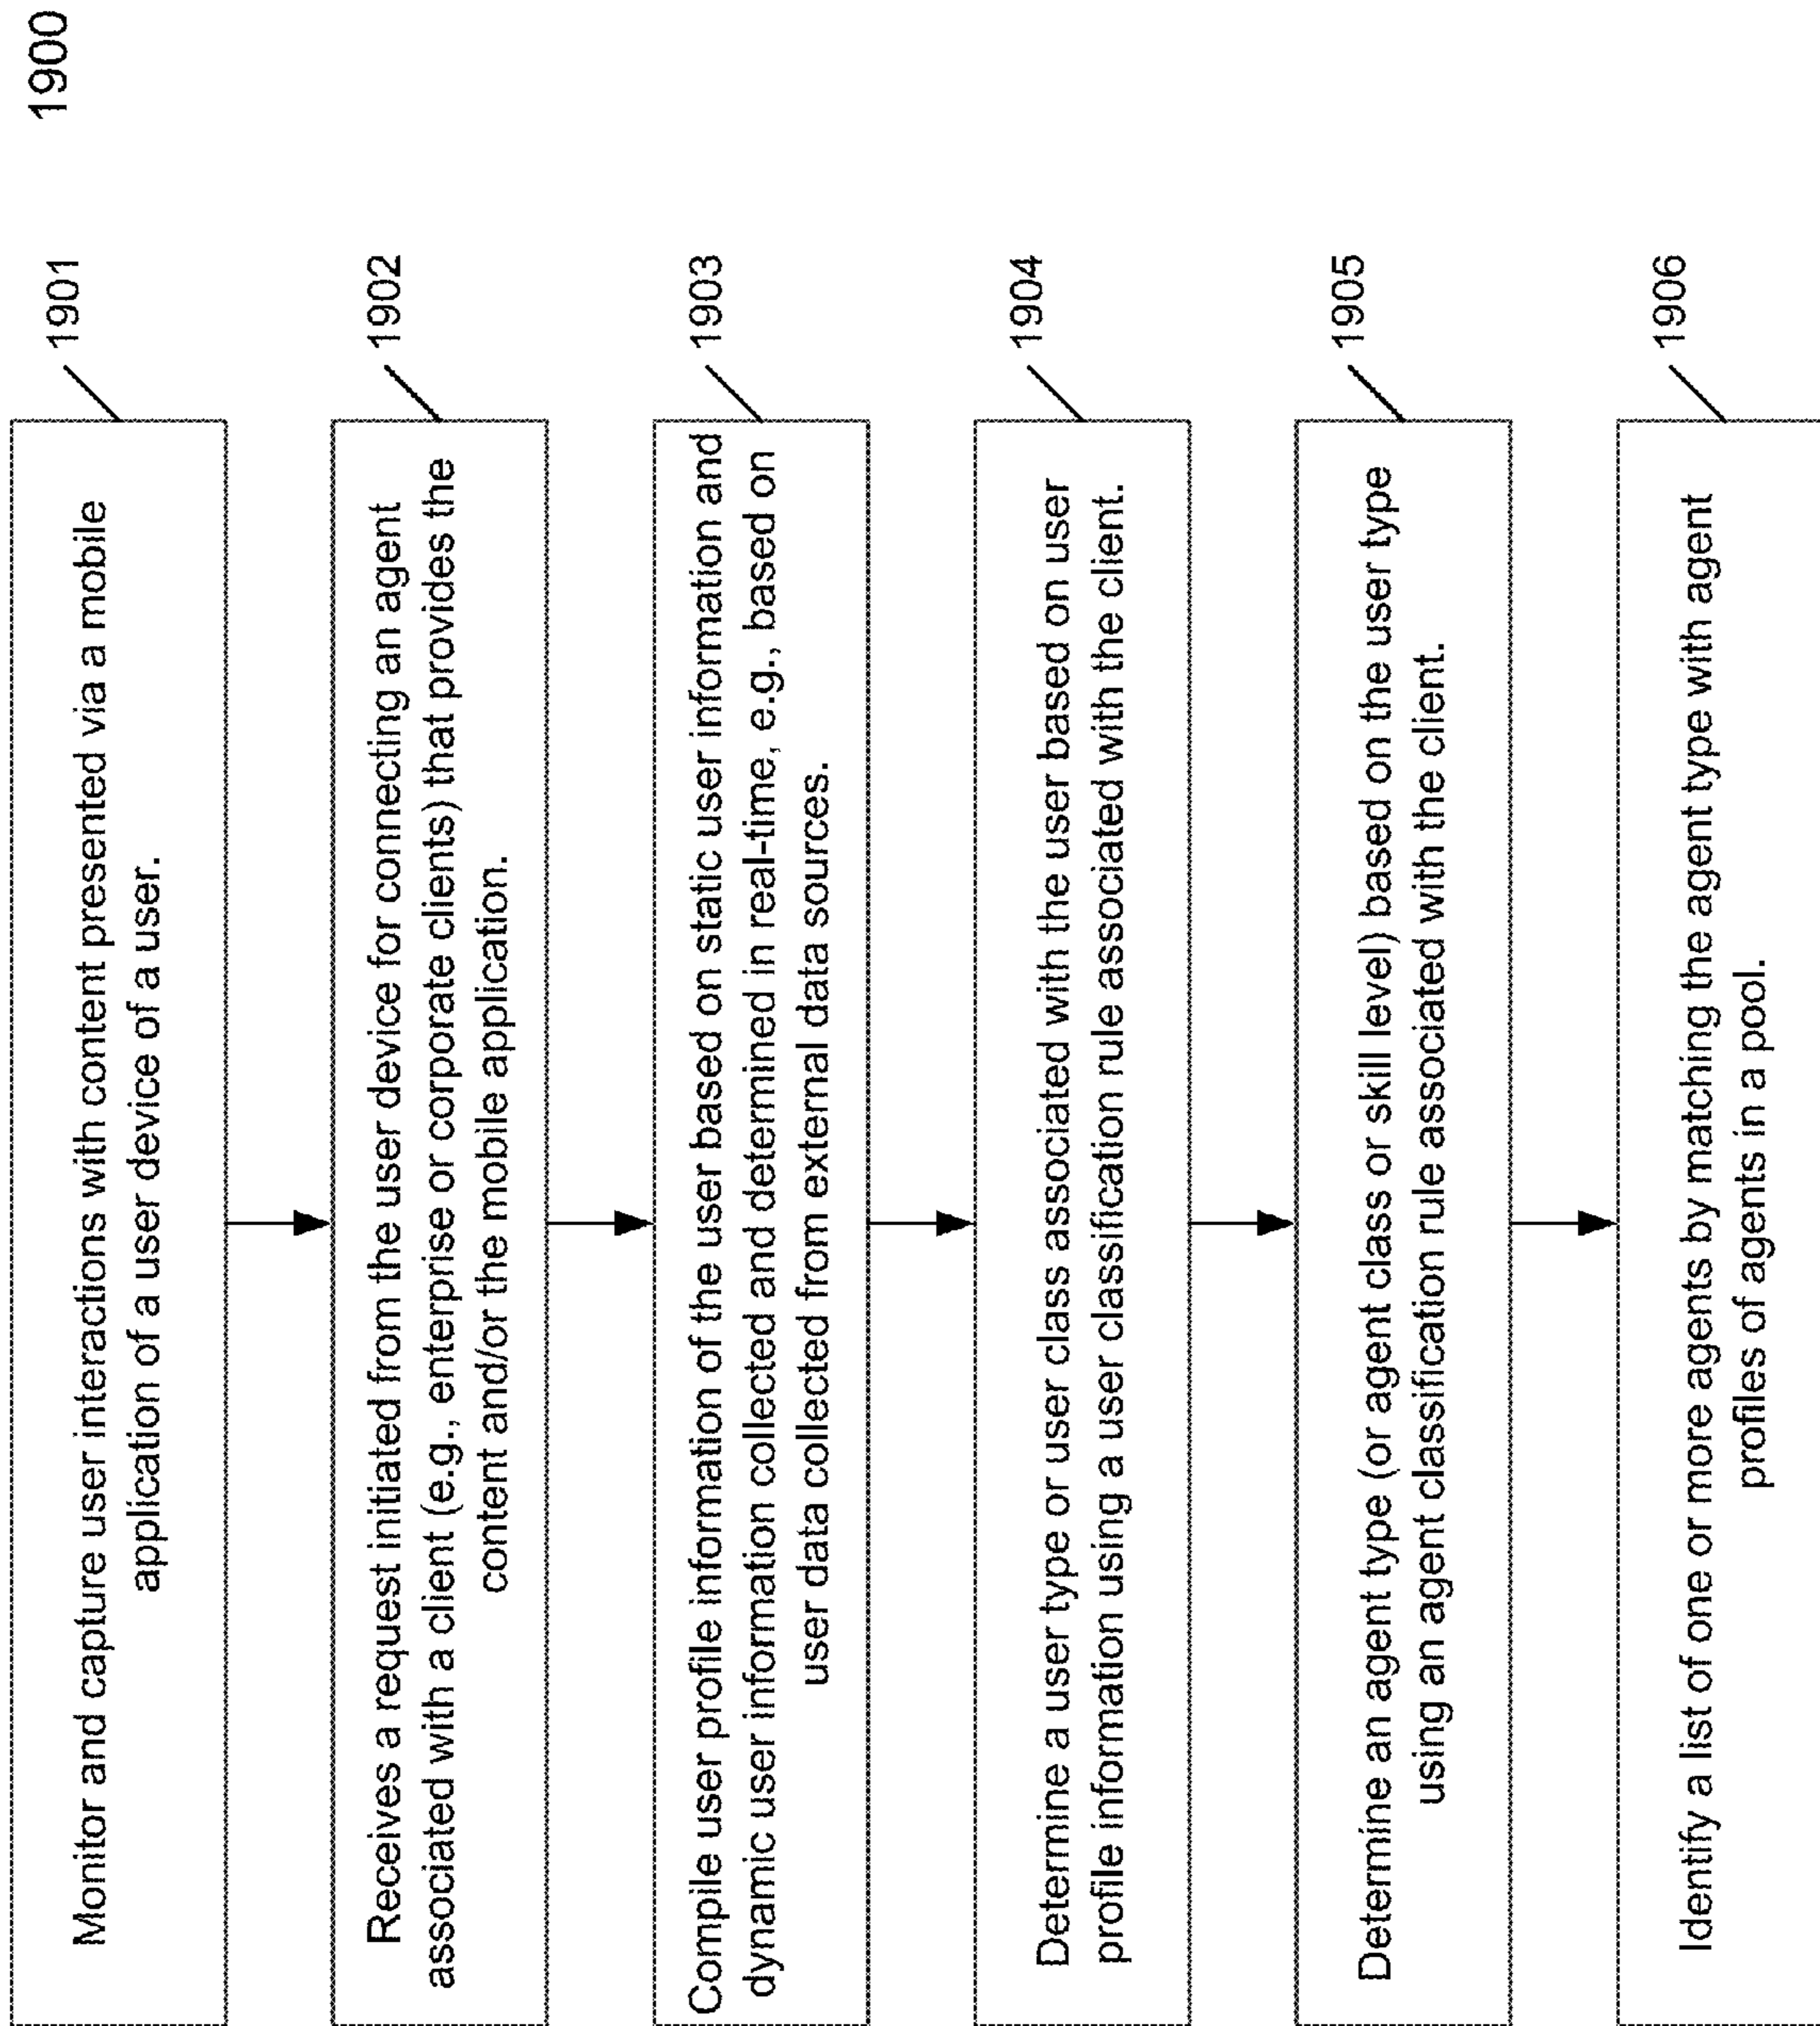 1900
Monitor and capture user interactions with content presented via a mobile
application of a user device of a user.
1901
Receives a request initiated from the user device for connecting an agent
associated with a client (e.g., enterprise or corporate clients) that provides the
content and/or the mobile application.
1902
Compile user profile information of the user based on static user information and
dynamic user information collected and determined in real-time, e.g., based on
user data collected from external data sources.
1903
Determine a user type or user class associated with the user based on user
profile information using a user classification rule associated with the client.
1904
Determine an agent type (or agent class or skill level) based on the user type
using an agent classification rule associated with the client.
1905
Identify a list of one or more agents by matching the agent type with agent
profiles of agents in a pool.
1906